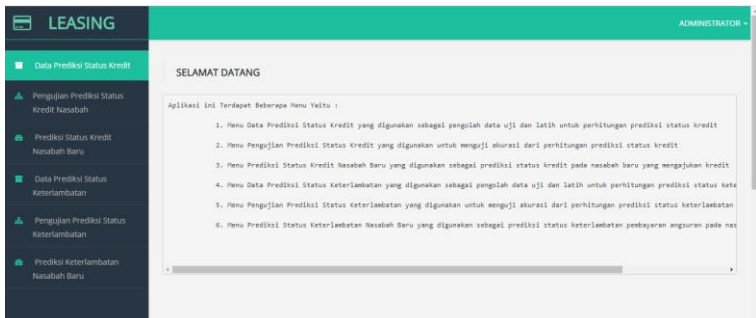 LEASING
ADMINISTRATOR
Data Prediksi Status Kredit
Pengujian Prediksi Status
Kredit Nasabah
Prediksi Status Kredit
Nasabah Baru
Data Prediksi Status
Keterlambatan
Pengujian Prediksi Status
Keterlambatan
Prediksi Keterlambatan
Nasabah Baru
SELAMAT DATANG
Aplikasi ini Terdapat Beberapa Menu Yaitu :
1. Menu Data Prediksi Status Kredit yang digunakan sebagai pengolah data uji dan latih untuk perhitungan prediksi status kredit
2. Menu Pengujian Prediksi Status Kredit yang digunakan untuk menguji akurasi dari perhitungan prediksi status kredit
3. Menu Prediksi Status Kredit Nasabah Baru yang digunakan sebagai prediksi status kredit pada nasabah baru yang mengajukan kredit
4. Menu Data Prediksi Status Keterlambatan yang digunakan sebagai pengolah data uji dan latih untuk perhitungan prediksi status kete
5. Menu Pengujian Prediksi Status Keterlambatan yang digunakan untuk menguji akurasi dari perhitungan prediksi status keterlambatan
6. Menu Prediksi Status Keterlambatan Nasabah Baru yang digunakan sebagai prediksi status keterlambatan pembayaran angsuran pada nas